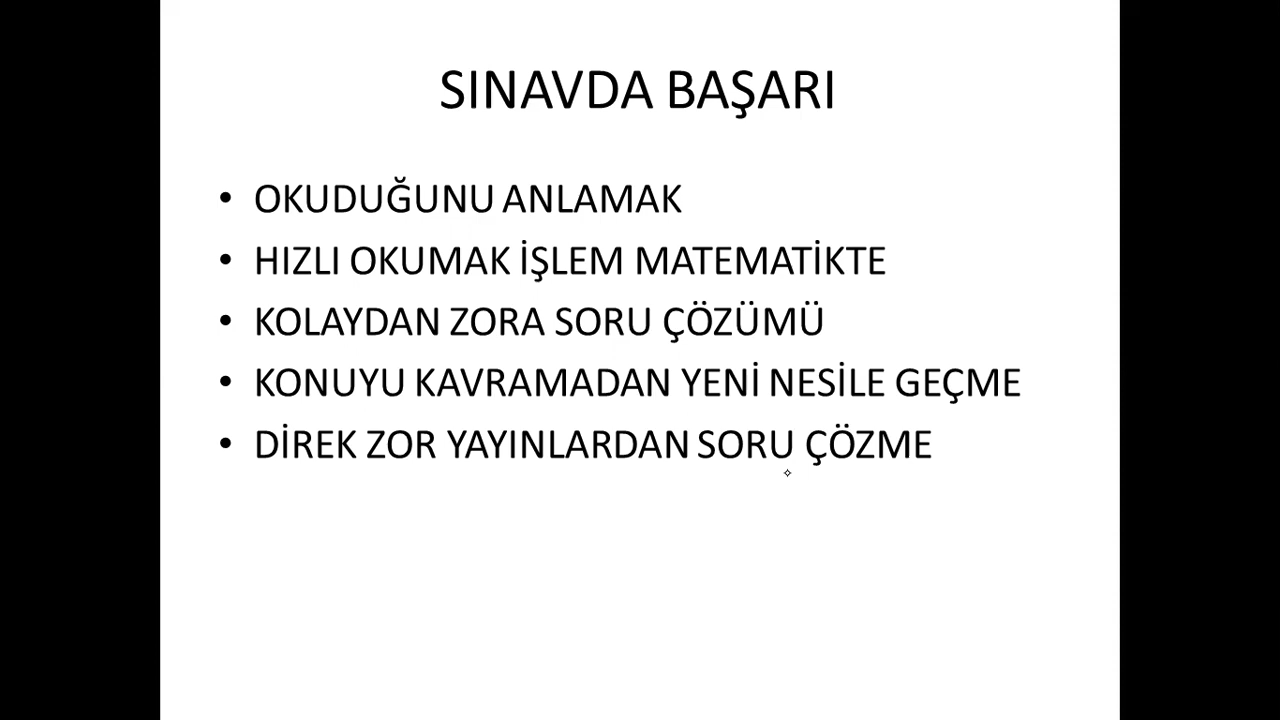 SINAVDA BAŞARI
• OKUDUĞUNU ANLAMAK
• HIZLI OKUMAK İŞLEM MATEMATİKTE
• KOLAYDAN ZORA SORU ÇÖZÜMÜ
• KONUYU KAVRAMADAN YENİ NESİLE GEÇME
• DİREK ZOR YAYINLARDAN SORU ÇÖZME